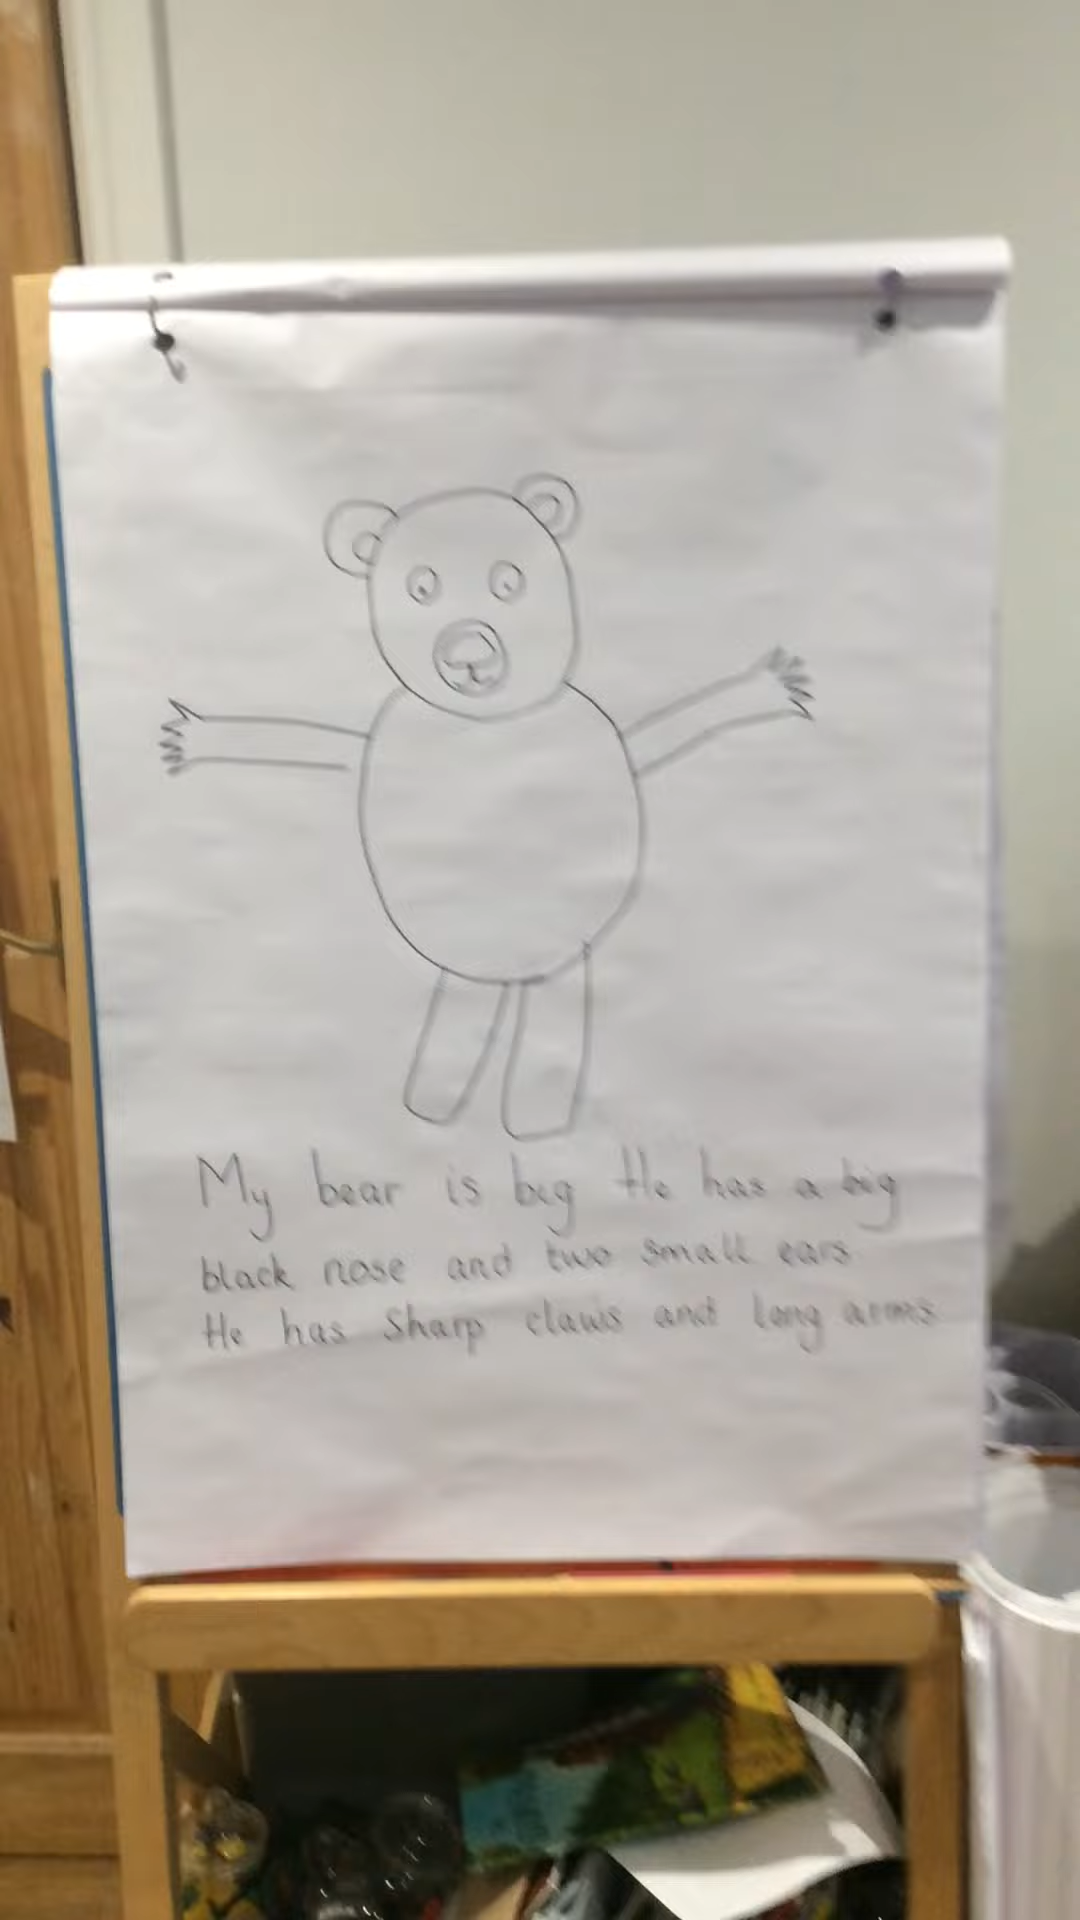 My bear is big He has a big
black nose and two small ears
He has Sharp claws and long arms